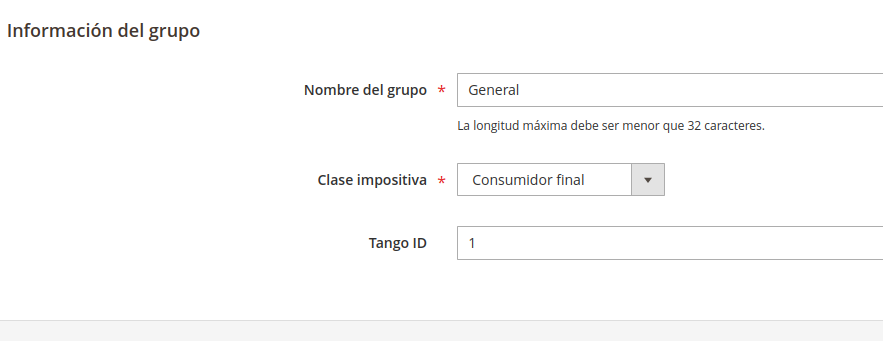 Información del grupo
Nombre del grupo * General
La longitud máxima debe ser menor que 32 caracteres.
Clase impositiva * Consumidor final
Tango ID 1